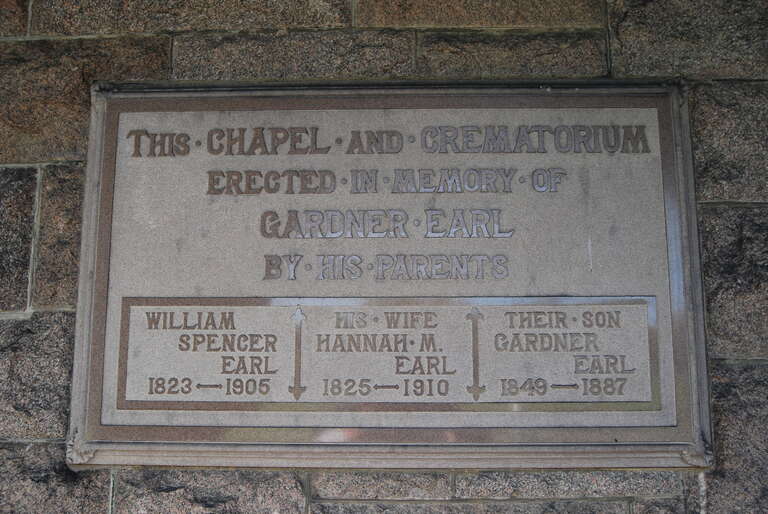 THIS · CHAPEL · AND · CREMATORIUM
ERECTED · IN · MEMORY · OF
GARDNER · EARL
BY · HIS · PARENTS
WILLIAM
SPENCER
EARL
1823—1905
HIS · WIFE
HANNAH · M.
EARL
1825—1910
THEIR · SON
GARDNER
EARL
1849—1887